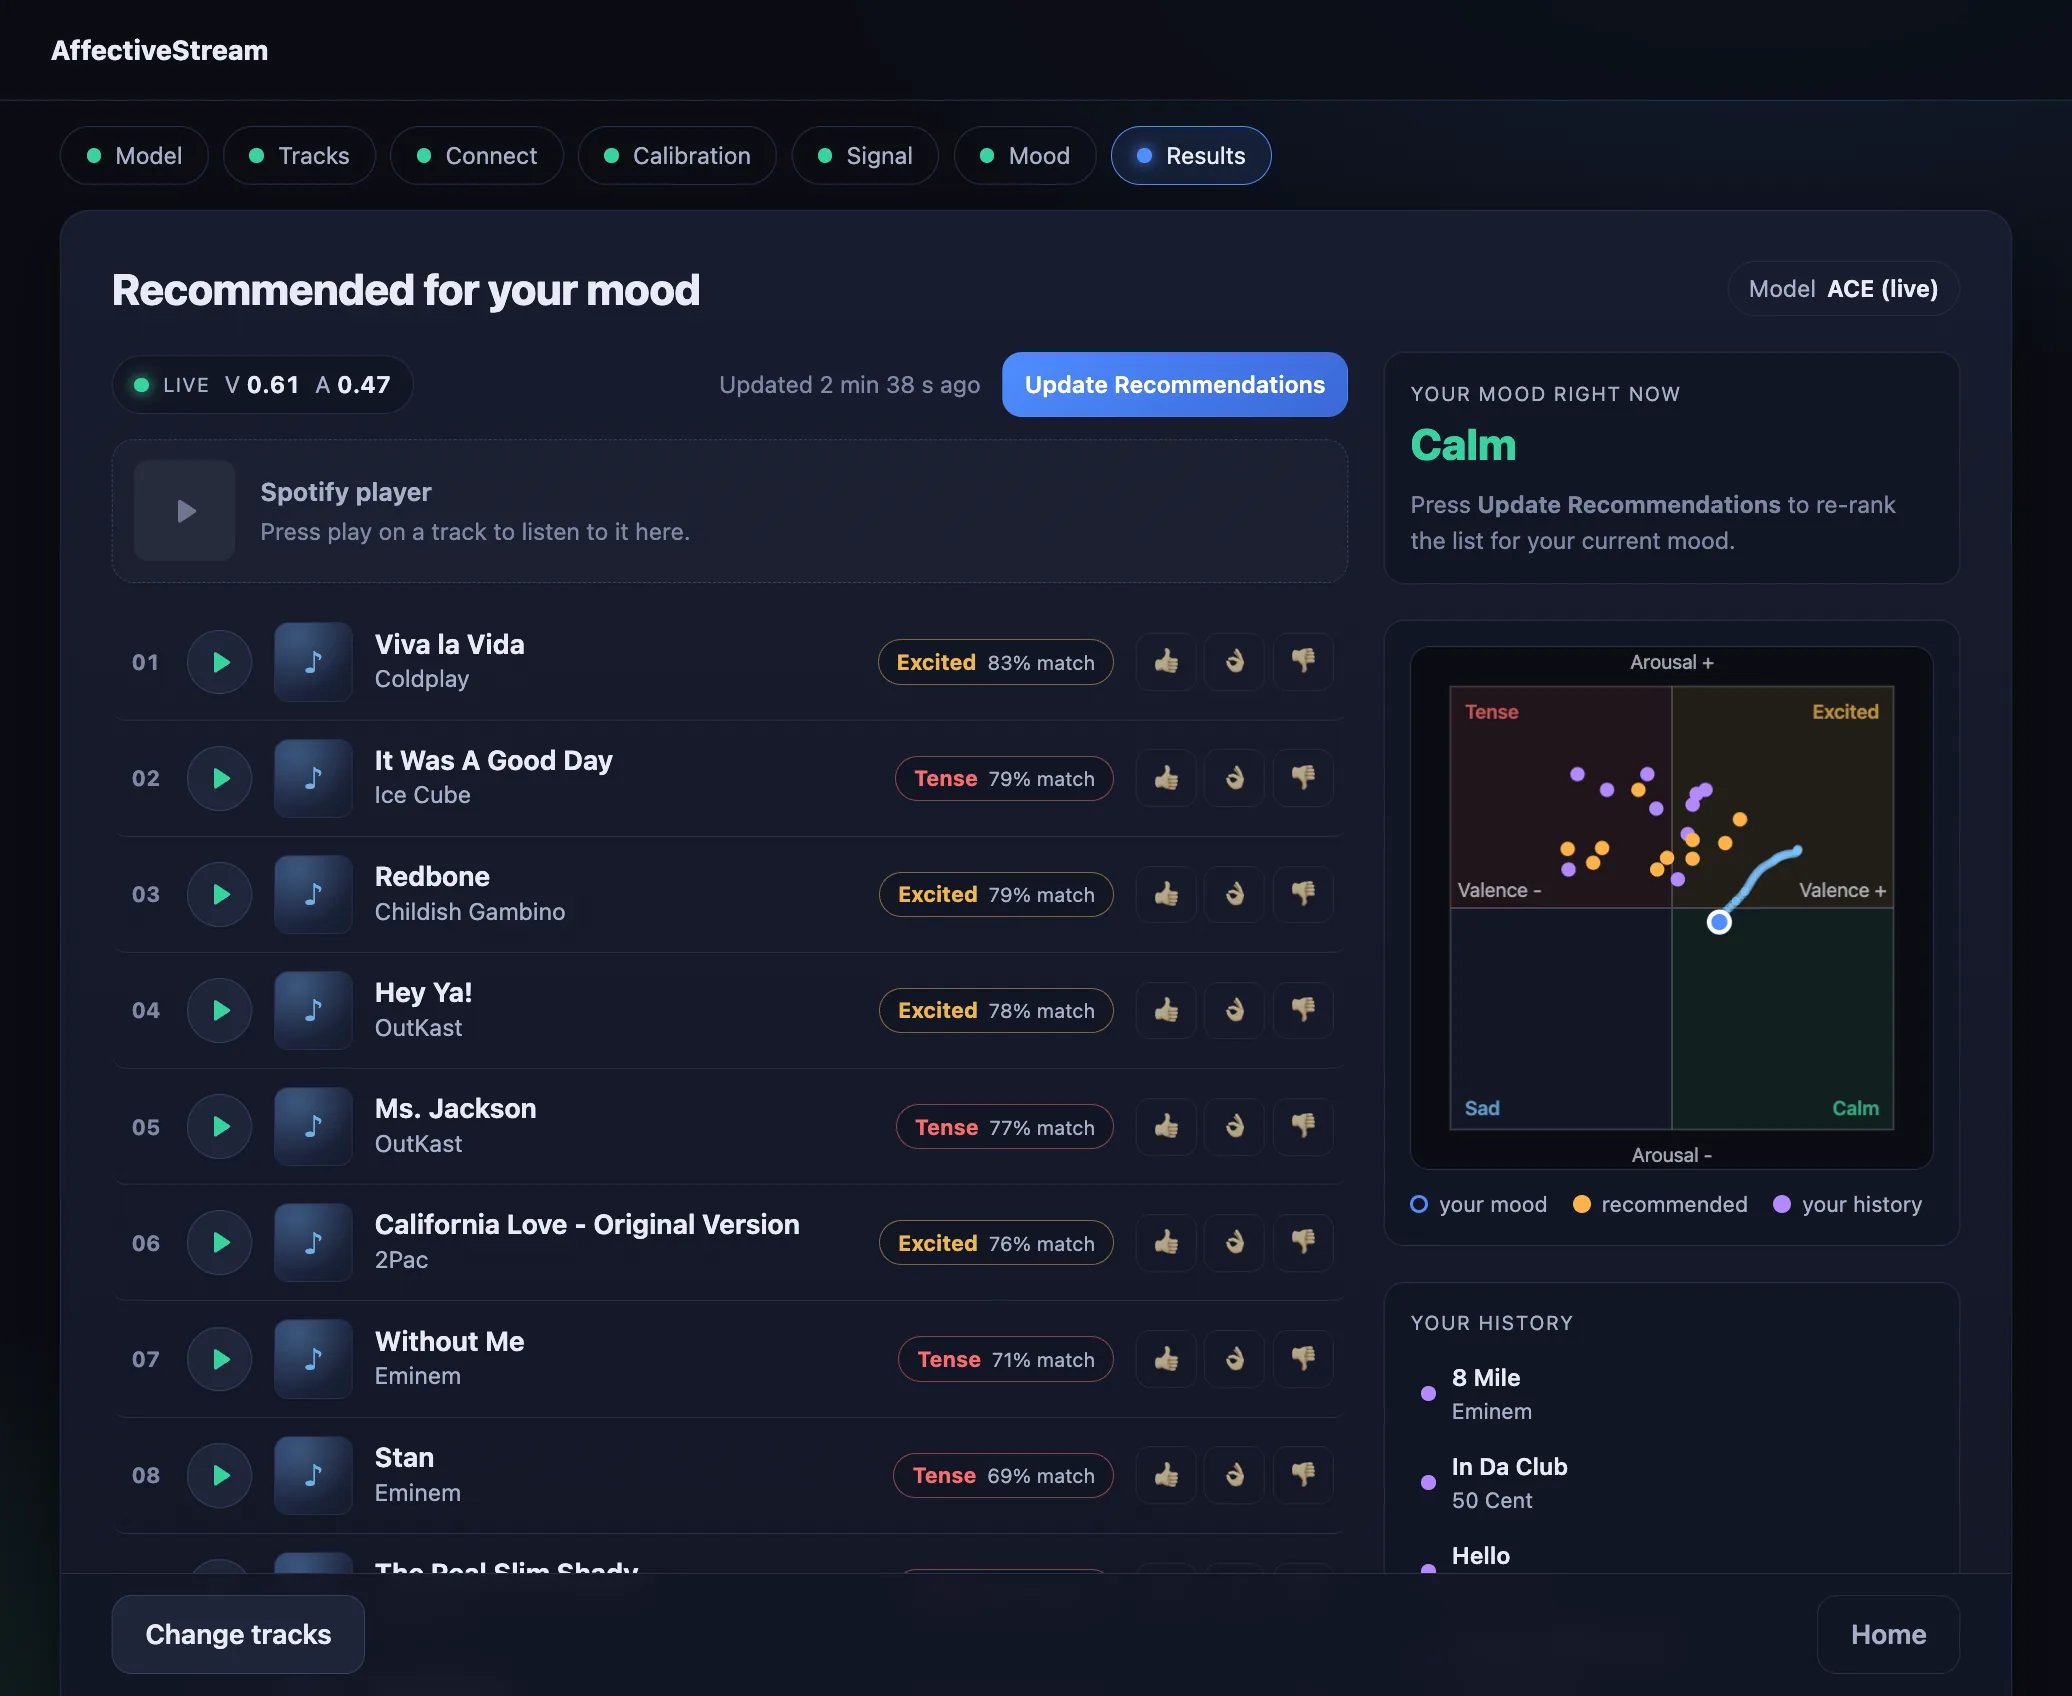 AffectiveStream
Model
Tracks
Connect
Calibration
Signal
Mood
Results
Recommended for your mood
Model ACE (live)
LIVE V 0.61 A 0.47
Updated 2 min 38 s ago
Update Recommendations
Spotify player
Press play on a track to listen to it here.
01
Viva la Vida
Coldplay
Excited 83% match
02
It Was A Good Day
Ice Cube
Tense 79% match
03
Redbone
Childish Gambino
Excited 79% match
04
Hey Ya!
OutKast
Excited 78% match
05
Ms. Jackson
OutKast
Tense 77% match
06
California Love - Original Version
2Pac
Excited 76% match
07
Without Me
Eminem
Tense 71% match
08
Stan
Eminem
Tense 69% match
The Real Slim Shady
YOUR MOOD RIGHT NOW
Calm
Press Update Recommendations to re-rank
the list for your current mood.
Arousal +
Tense
Excited
Valence -
Valence +
Sad
Calm
Arousal -
your mood
recommended
your history
YOUR HISTORY
8 Mile
Eminem
In Da Club
50 Cent
Hello
Change tracks
Home